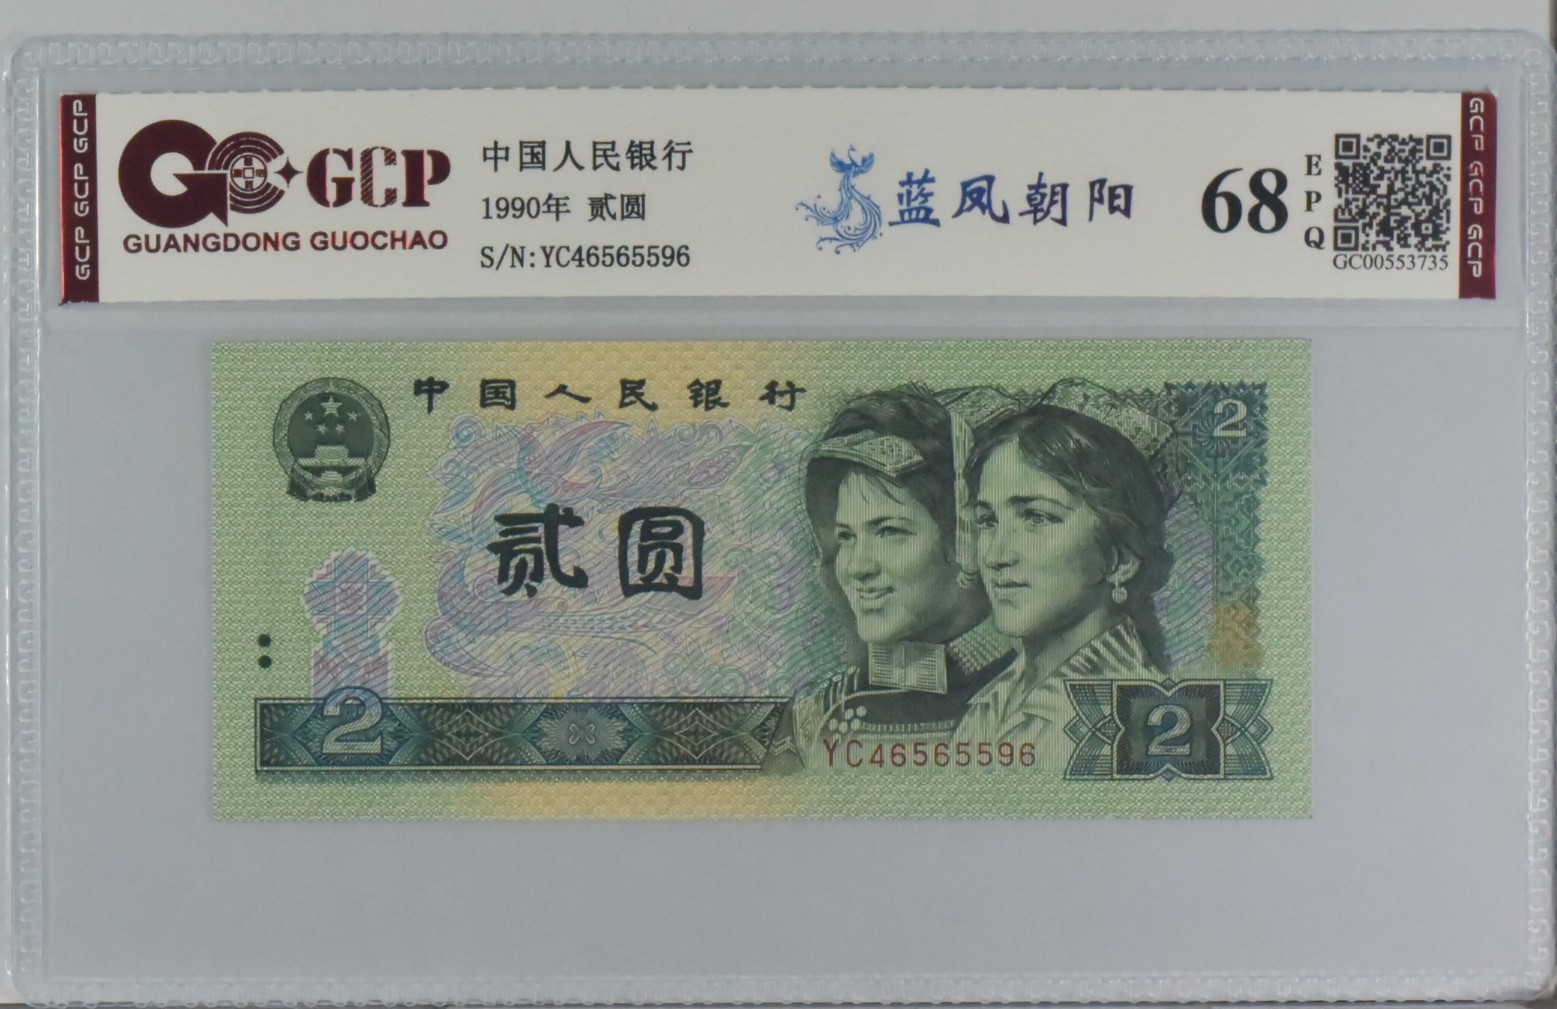 GCP GCP GCP
GCP
GUANGDONG GUOCHAO
中国人民银行
1990年 贰圆
S/N:YC46565596
蓝凤朝阳
68
EPQ
GC00553735
GCP GCP GCP
中国人民银行
2
贰圆
2
YC46565596
2